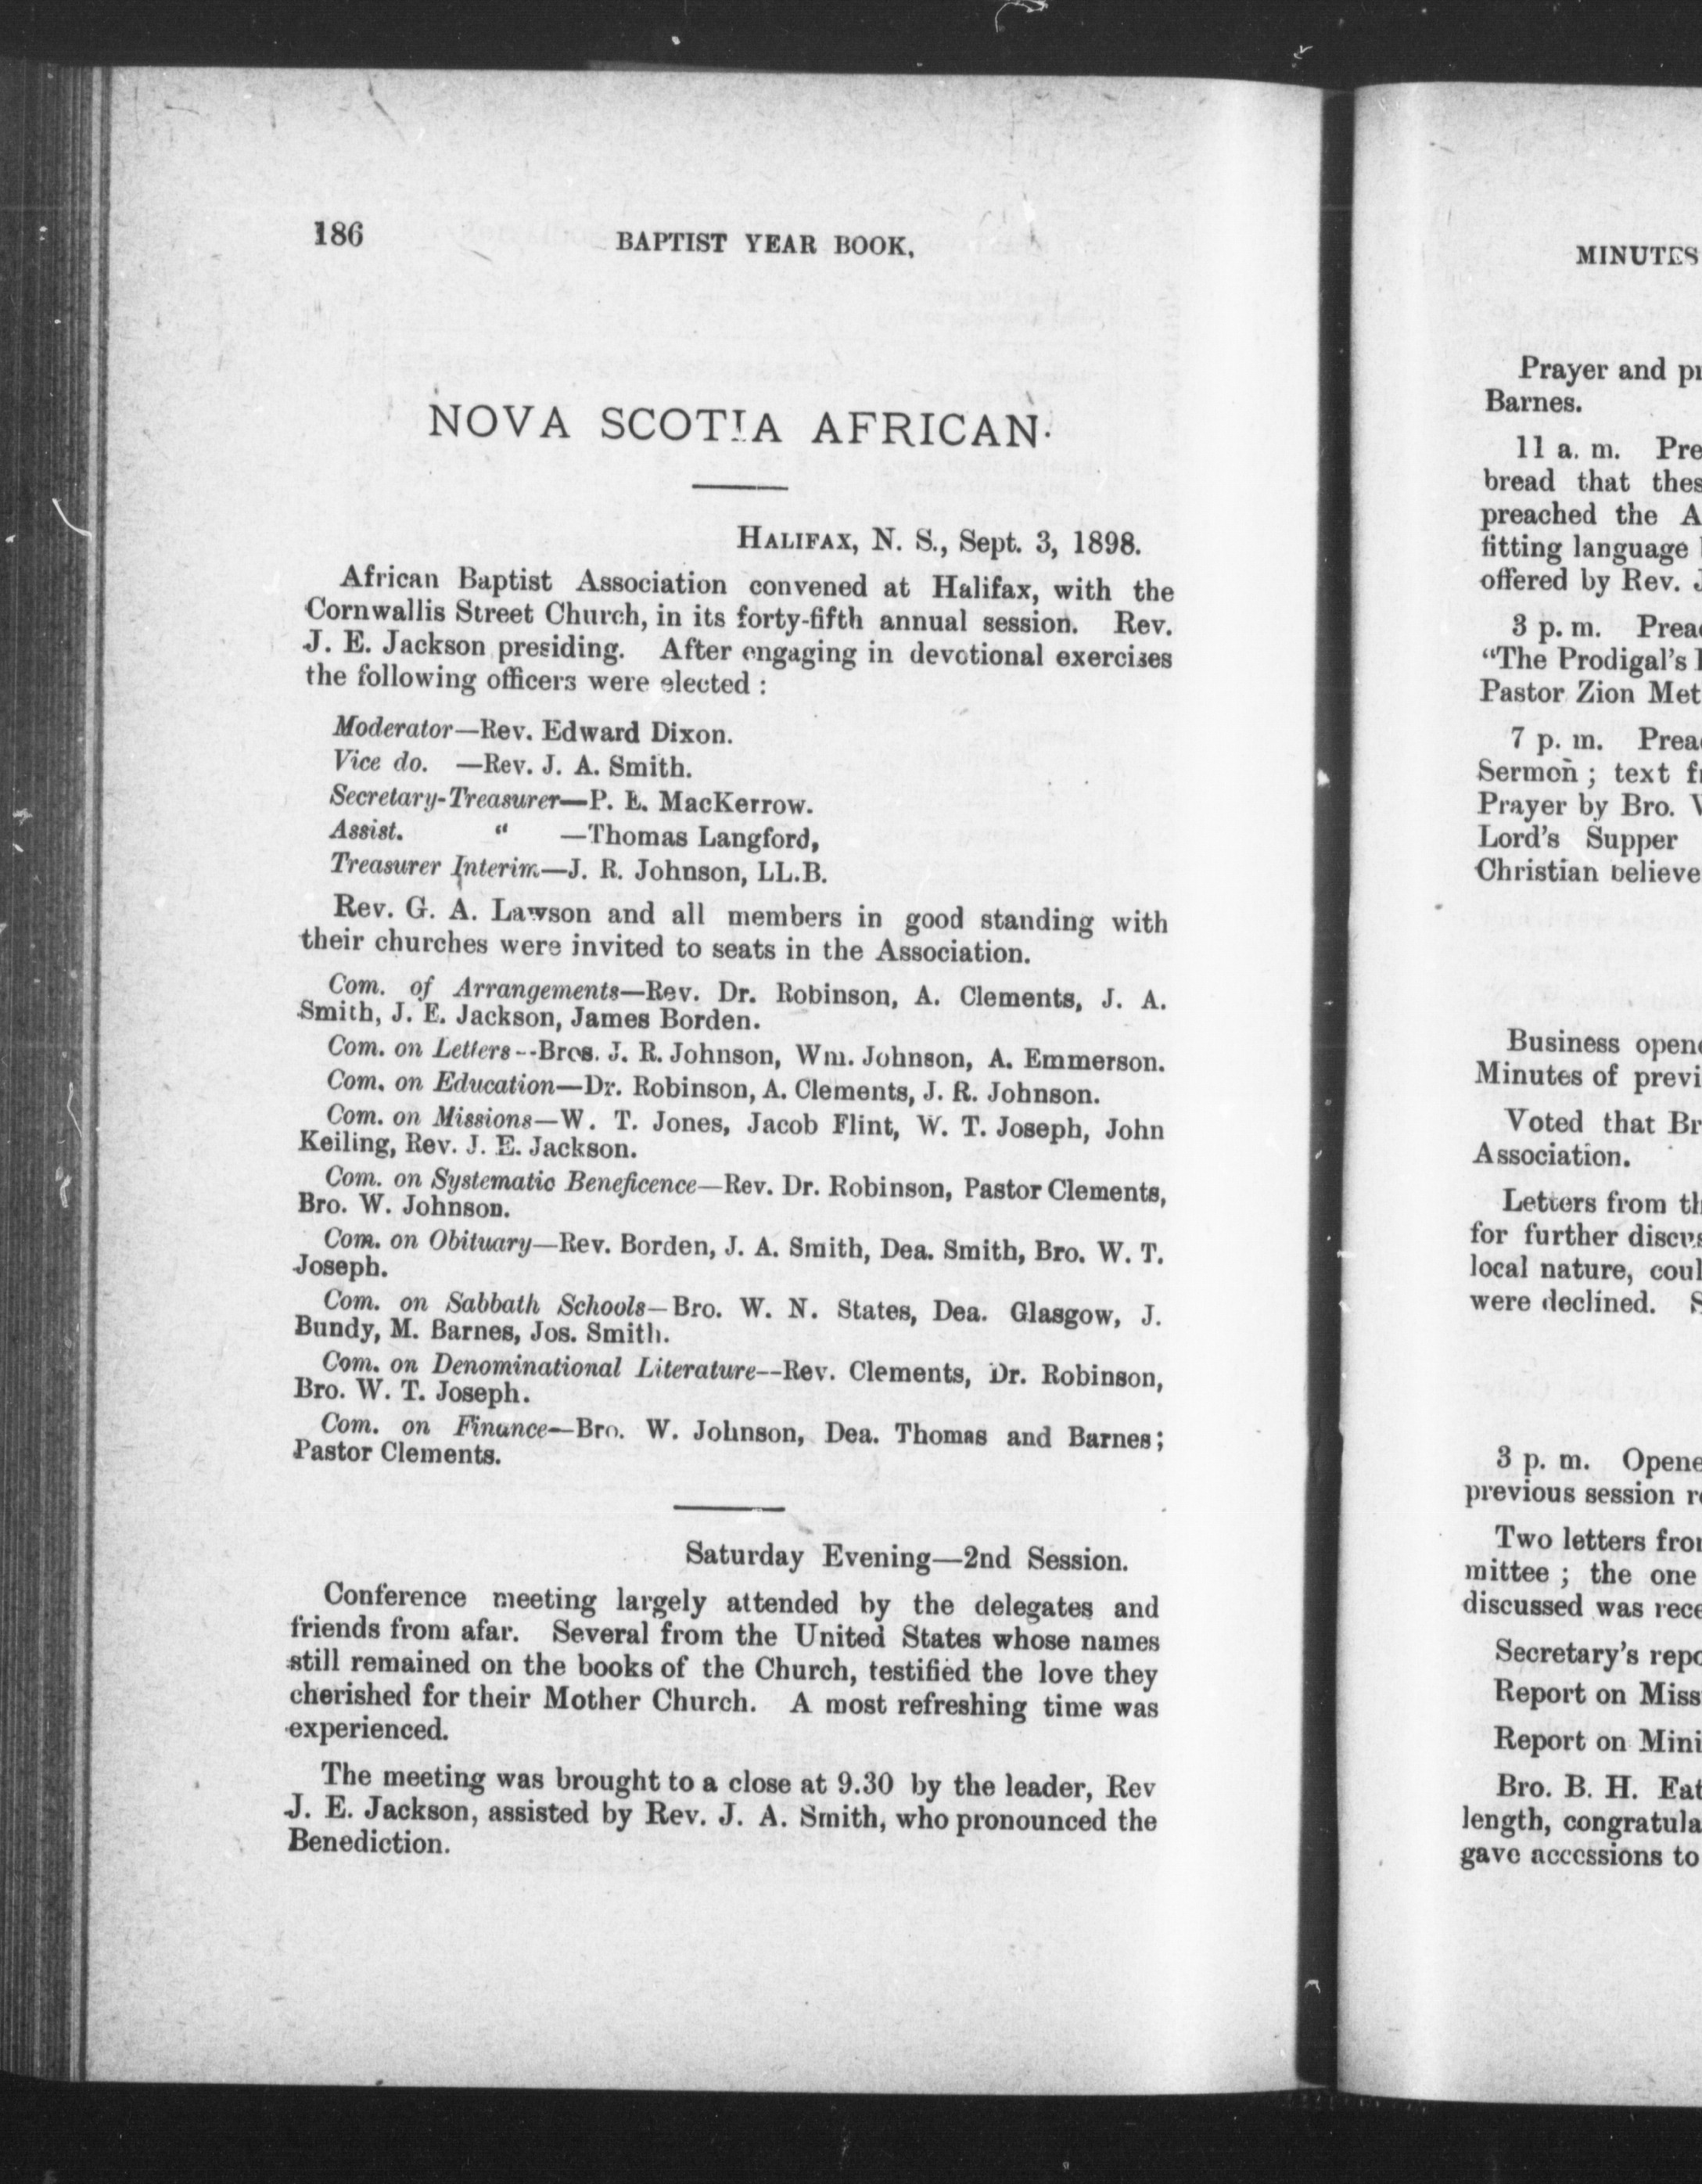 186
BAPTIST YEAR BOOK,
NOVA SCOTIA AFRICAN.
HALIFAX, N. S., Sept. 3, 1898.
African Baptist Association convened at Halifax, with the
Cornwallis Street Church, in its forty-fifth annual session. Rev.
J. E. Jackson presiding. After engaging in devotional exercises
the following officers were elected :
Moderator—Rev. Edward Dixon.
Vice do. —Rev. J. A. Smith.
Secretary-Treasurer—P. E. MacKerrow.
Assist. " —Thomas Langford,
Treasurer Interim—J. R. Johnson, LL.B.
Rev. G. A. Lawson and all members in good standing with
their churches were invited to seats in the Association.
Com. of Arrangements—Rev. Dr. Robinson, A. Clements, J. A.
Smith, J. E. Jackson, James Borden.
Com. on Letters--Bros. J. R. Johnson, Wm. Johnson, A. Emmerson.
Com. on Education—Dr. Robinson, A. Clements, J. R. Johnson.
Com. on Missions—W. T. Jones, Jacob Flint, W. T. Joseph, John
Keiling, Rev. J. E. Jackson.
Com. on Systematic Beneficence—Rev. Dr. Robinson, Pastor Clements,
Bro. W. Johnson.
Com. on Obituary—Rev. Borden, J. A. Smith, Dea. Smith, Bro. W. T.
Joseph.
Com. on Sabbath Schools—Bro. W. N. States, Dea. Glasgow, J.
Bundy, M. Barnes, Jos. Smith.
Com. on Denominational Literature--Rev. Clements, Dr. Robinson,
Bro. W. T. Joseph.
Com. on Finance—Bro. W. Johnson, Dea. Thomas and Barnes;
Pastor Clements.
Saturday Evening—2nd Session.
Conference meeting largely attended by the delegates and
friends from afar. Several from the United States whose names
still remained on the books of the Church, testified the love they
cherished for their Mother Church. A most refreshing time was
experienced.
The meeting was brought to a close at 9.30 by the leader, Rev
J. E. Jackson, assisted by Rev. J. A. Smith, who pronounced the
Benediction.
MINUTES
Prayer and
Barnes.
11 a. m.
bread that
preached the
fitting language
offered by Rev.
3 p. m.
"The Prodigal's
Pastor Zion
7 p. m.
Sermon ; text
Prayer by Bro.
Lord's Supper
Christian
Business
Minutes of
Voted that
Association.
Letters from
for further
local nature,
were declined.
3 p. m.
previous session
Two letters
mittee ; the one
discussed was
Secretary's
Report on
Report on
Bro. B. H.
length,
gave accessions to